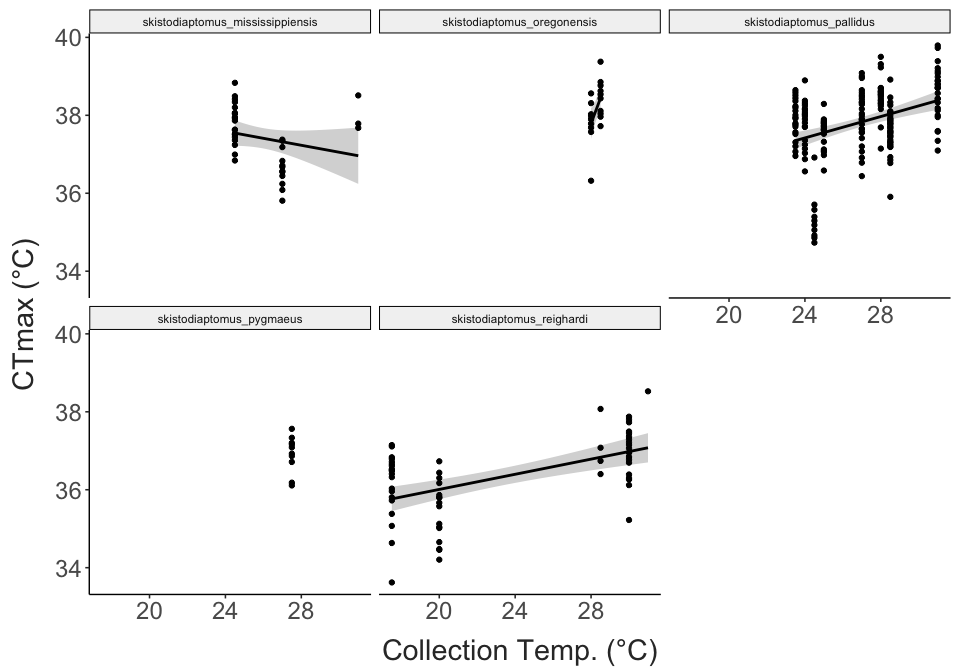 skistodiaptomus_mississippiensis
skistodiaptomus_oregonensis
skistodiaptomus_pallidus
40
38
36
34
20 24 28
CTmax (°C)
skistodiaptomus_pygmaeus
skistodiaptomus_reighardi
40
38
36
34
20 24 28
20 24 28
Collection Temp. (°C)